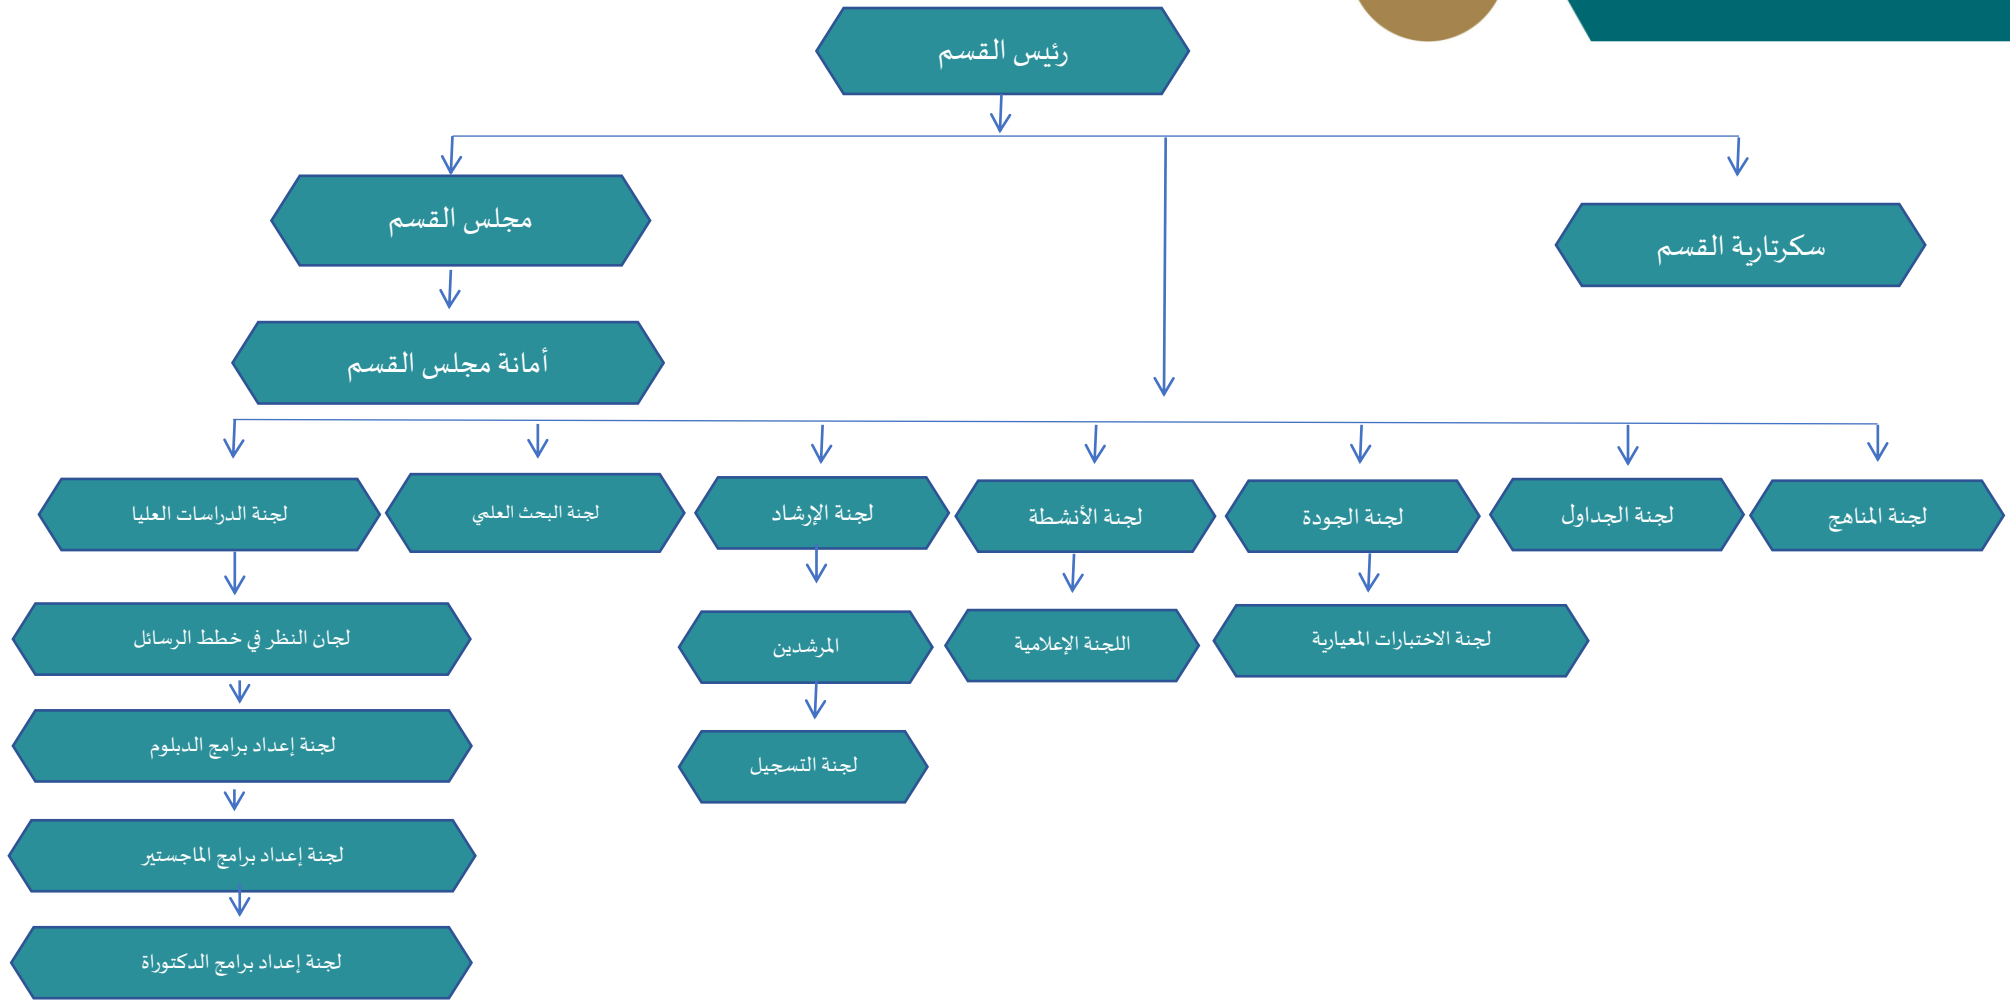 رئيس القسم
مجلس القسم
سكرتارية القسم
أمانة مجلس القسم
لجنة المناهج
لجنة الجداول
لجنة الجودة
لجنة الأنشطة
لجنة الإرشاد
لجنة البحث العلمي
لجنة الدراسات العليا
لجنة الاختبارات المعيارية
اللجنة الإعلامية
المرشدين
لجان النظر في خطط الرسائل
لجنة التسجيل
لجنة إعداد برامج الدبلوم
لجنة إعداد برامج الماجستير
لجنة إعداد برامج الدكتوراة